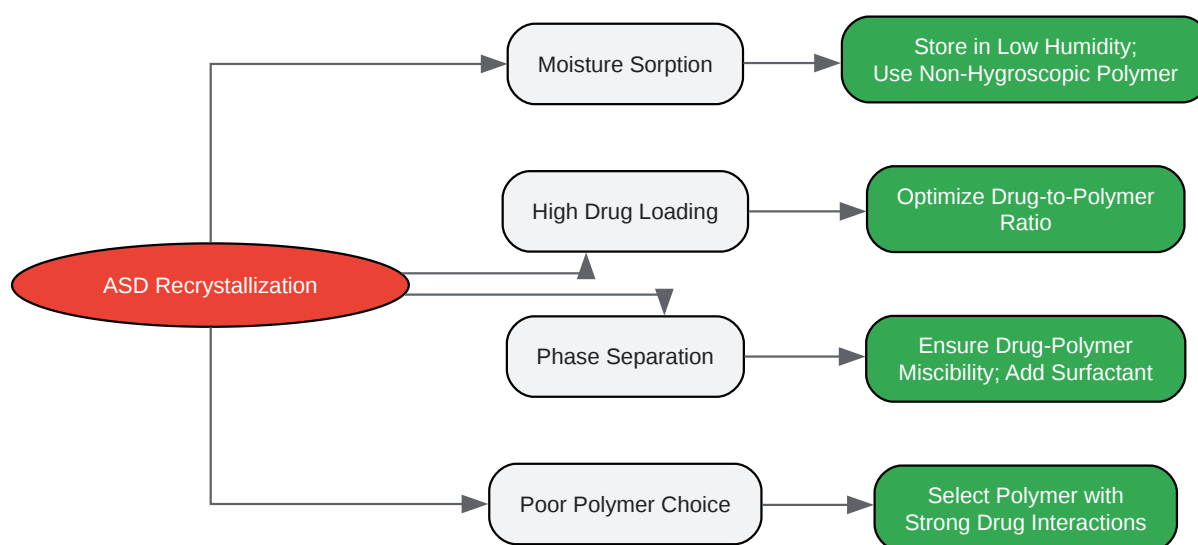 ASD Recrystallization
Moisture Sorption
Store in Low Humidity;
Use Non-Hygroscopic Polymer
High Drug Loading
Optimize Drug-to-Polymer
Ratio
Phase Separation
Ensure Drug-Polymer
Miscibility; Add Surfactant
Poor Polymer Choice
Select Polymer with
Strong Drug Interactions